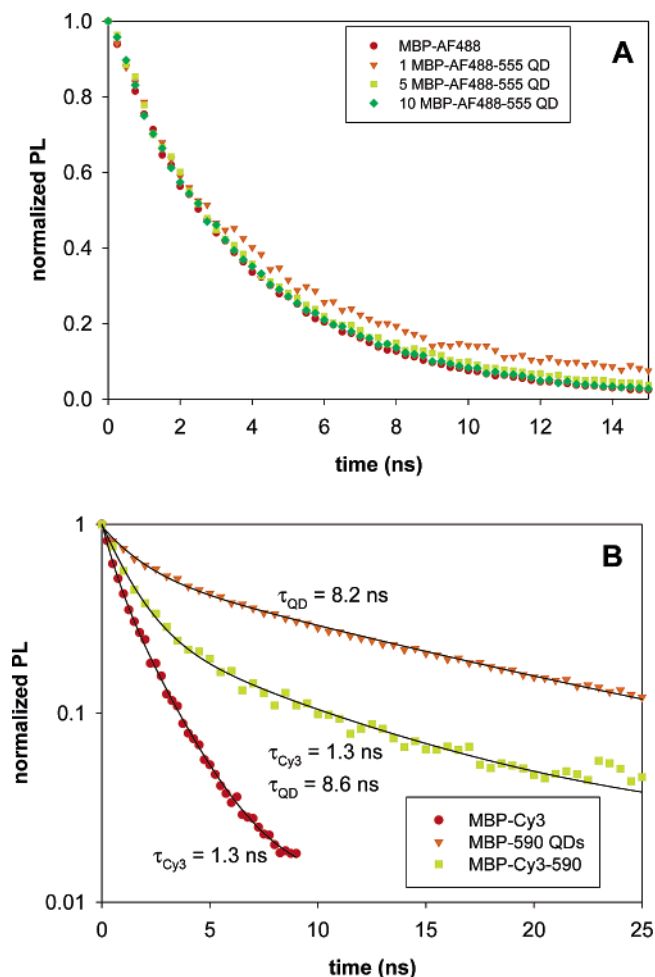 A
MBP-AF488
1 MBP-AF488-555 QD
5 MBP-AF488-555 QD
10 MBP-AF488-555 QD
normalized PL
1.0
0.8
0.6
0.4
0.2
0.0
0 2 4 6 8 10 12 14
time (ns)
B
normalized PL
1
0.1
0.01
τQD = 8.2 ns
τCy3 = 1.3 ns
τQD = 8.6 ns
τCy3 = 1.3 ns
MBP-Cy3
MBP-590 QDs
MBP-Cy3-590
0 5 10 15 20 25
time (ns)